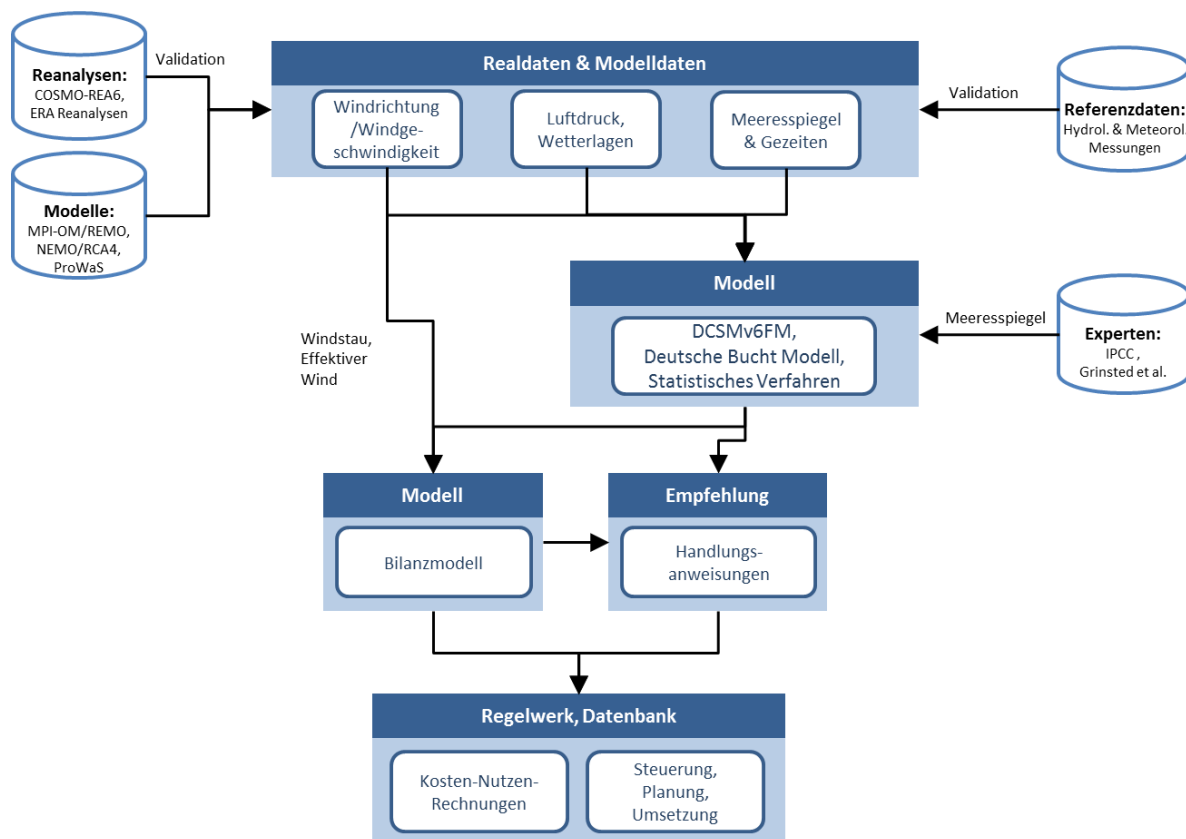 Reanalysen:
COSMO-REA6,
ERA Reanalysen
Validation
Realdaten & Modelldaten
Windrichtung
/Windge-
schwindigkeit
Luftdruck,
Wetterlagen
Meeresspiegel
& Gezeiten
Validation
Referenzdaten:
Hydrol. & Meteorol.
Messungen
Modelle:
MPI-OM/REMO,
NEMO/RCA4,
ProWaS
Modell
DCSMv6FM,
Deutsche Bucht Modell,
Statistisches Verfahren
Meeresspiegel
Experten:
IPCC ,
Grinsted et al.
Windstau,
Effektiver
Wind
Modell
Bilanzmodell
Empfehlung
Handlungs-
anweisungen
Regelwerk, Datenbank
Kosten-Nutzen-
Rechnungen
Steuerung,
Planung,
Umsetzung